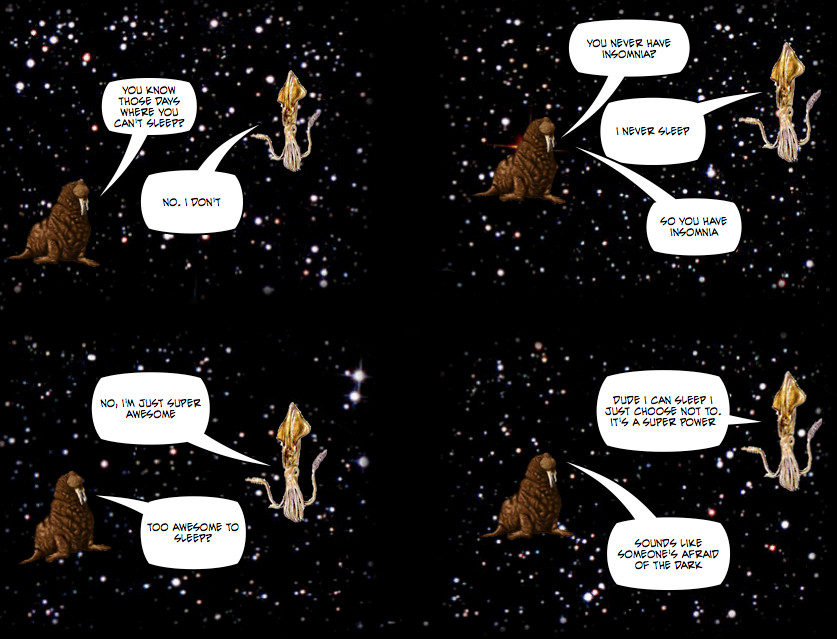 YOU KNOW
THOSE DAYS
WHERE YOU
CAN'T SLEEP?
NO. I DON'T
YOU NEVER HAVE
INSOMNIA?
I NEVER SLEEP
SO YOU HAVE
INSOMNIA
NO, I'M JUST SUPER
AWESOME
TOO AWESOME TO
SLEEP?
DUDE I CAN SLEEP I
JUST CHOOSE NOT TO.
IT'S A SUPER POWER
SOUNDS LIKE
SOMEONE'S AFRAID
OF THE DARK